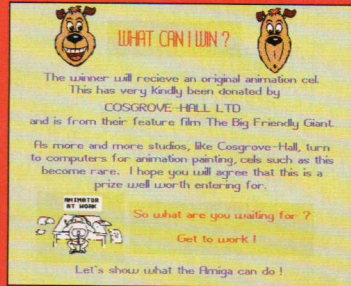 WHAT CAN I WIN ?
The winner will recieve an original animation cel.
This has very Kindly been donated by
COSGROVE-HALL LTD
and is from their feature film The Big Friendly Giant.
As more and more studios, like Cosgrove-Hall, turn
to computers for animation painting, cels such as this
become rare. I hope you will agree that this is a
prize well worth entering for.
ANIMATOR
AT WORK
So what are you waiting for ?
Get to work !
Let's show what the Amiga can do !